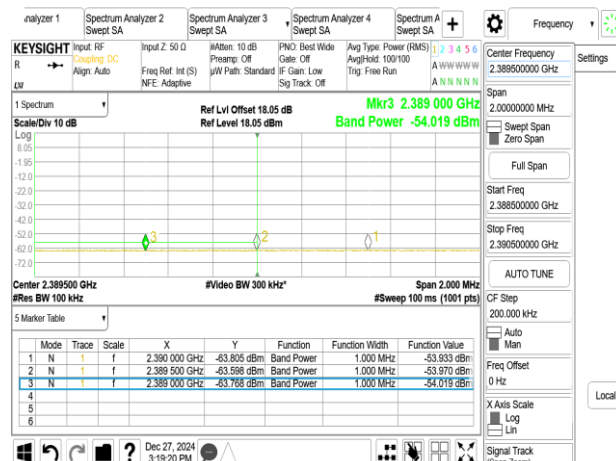 nalyzer 1
Spectrum Analyzer 2
Swept SA
Spectrum Analyzer 3
Swept SA
Spectrum Analyzer 4
Swept SA
Spectrum A
Swept SA
+
Frequency
KEYSIGHT
R
Input: RF
Coupling: DC
Align: Auto
Input Z: 50 Ω
Freq Ref: Int (S)
NFE: Adaptive
#Atten: 10 dB
Preamp: Off
µW Path: Standard
PNO: Best Wide
Gate: Off
IF Gain: Low
Sig Track: Off
Avg Type: Power (RMS)
Avg|Hold: 100/100
Trig: Free Run
1 2 3 4 5 6
A W W W W W
A N N N N N
1 Spectrum
Scale/Div 10 dB
Ref Lvl Offset 18.05 dB
Ref Level 18.05 dBm
Mkr3 2.389 000 GHz
Band Power -54.019 dBm
Log
8.05
-1.95
-12.0
-22.0
-32.0
-42.0
-52.0
-62.0
-72.0
3
2
1
Center 2.389500 GHz
#Res BW 100 kHz
#Video BW 300 kHz*
Span 2.000 MHz
#Sweep 100 ms (1001 pts)
5 Marker Table
Mode Trace Scale X Y Function Function Width Function Value
1 N 1 f 2.390 000 GHz -63.805 dBm Band Power 1.000 MHz -53.933 dBm
2 N 1 f 2.389 500 GHz -63.598 dBm Band Power 1.000 MHz -53.970 dBm
3 N 1 f 2.389 000 GHz -63.768 dBm Band Power 1.000 MHz -54.019 dBm
4
5
6
Dec 27, 2024
3:19:20 PM
Center Frequency
2.389500000 GHz
Span
2.00000000 MHz
Swept Span
Zero Span
Full Span
Start Freq
2.388500000 GHz
Stop Freq
2.390500000 GHz
AUTO TUNE
CF Step
200.000 kHz
Auto
Man
Freq Offset
0 Hz
X Axis Scale
Log
Lin
Signal Track
Settings
Local